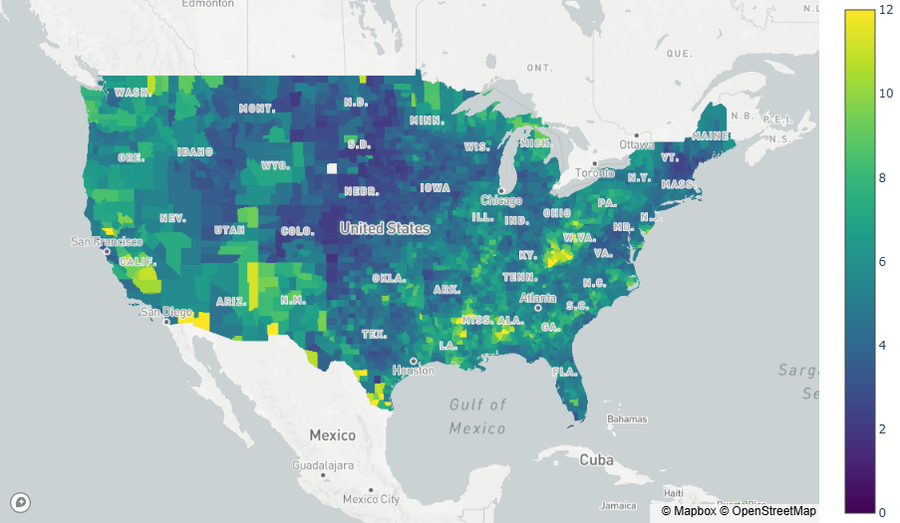 Edmonton
N.L.
ONT.
QUE.
WASH.
MONT.
N.D.
MINN.
N.B.
P.E.I.
N.S.
MAINE
ORE.
IDAHO
S.D.
WIS.
MICH.
Ottawa
Toronto
VT.
WYO.
N.Y.
MASS.
NEBR.
IOWA
Chicago
PA.
NEV.
UTAH
COLO.
United States
ILL.
IND.
OHIO
N.J.
MD.
W.VA.
San Francisco
CALIF.
KY.
VA.
OKLA.
TENN.
N.C.
ARIZ.
N.M.
ARK.
Atlanta
S.C.
San Diego
TEX.
MISS.
ALA.
GA.
LA.
Houston
FLA.
Sarga
Se
Gulf of
Mexico
Bahamas
Mexico
Cuba
Guadalajara
Mexico City
Haiti
Jamaica
© Mapbox © OpenStreetMap
12
10
8
6
4
2
0